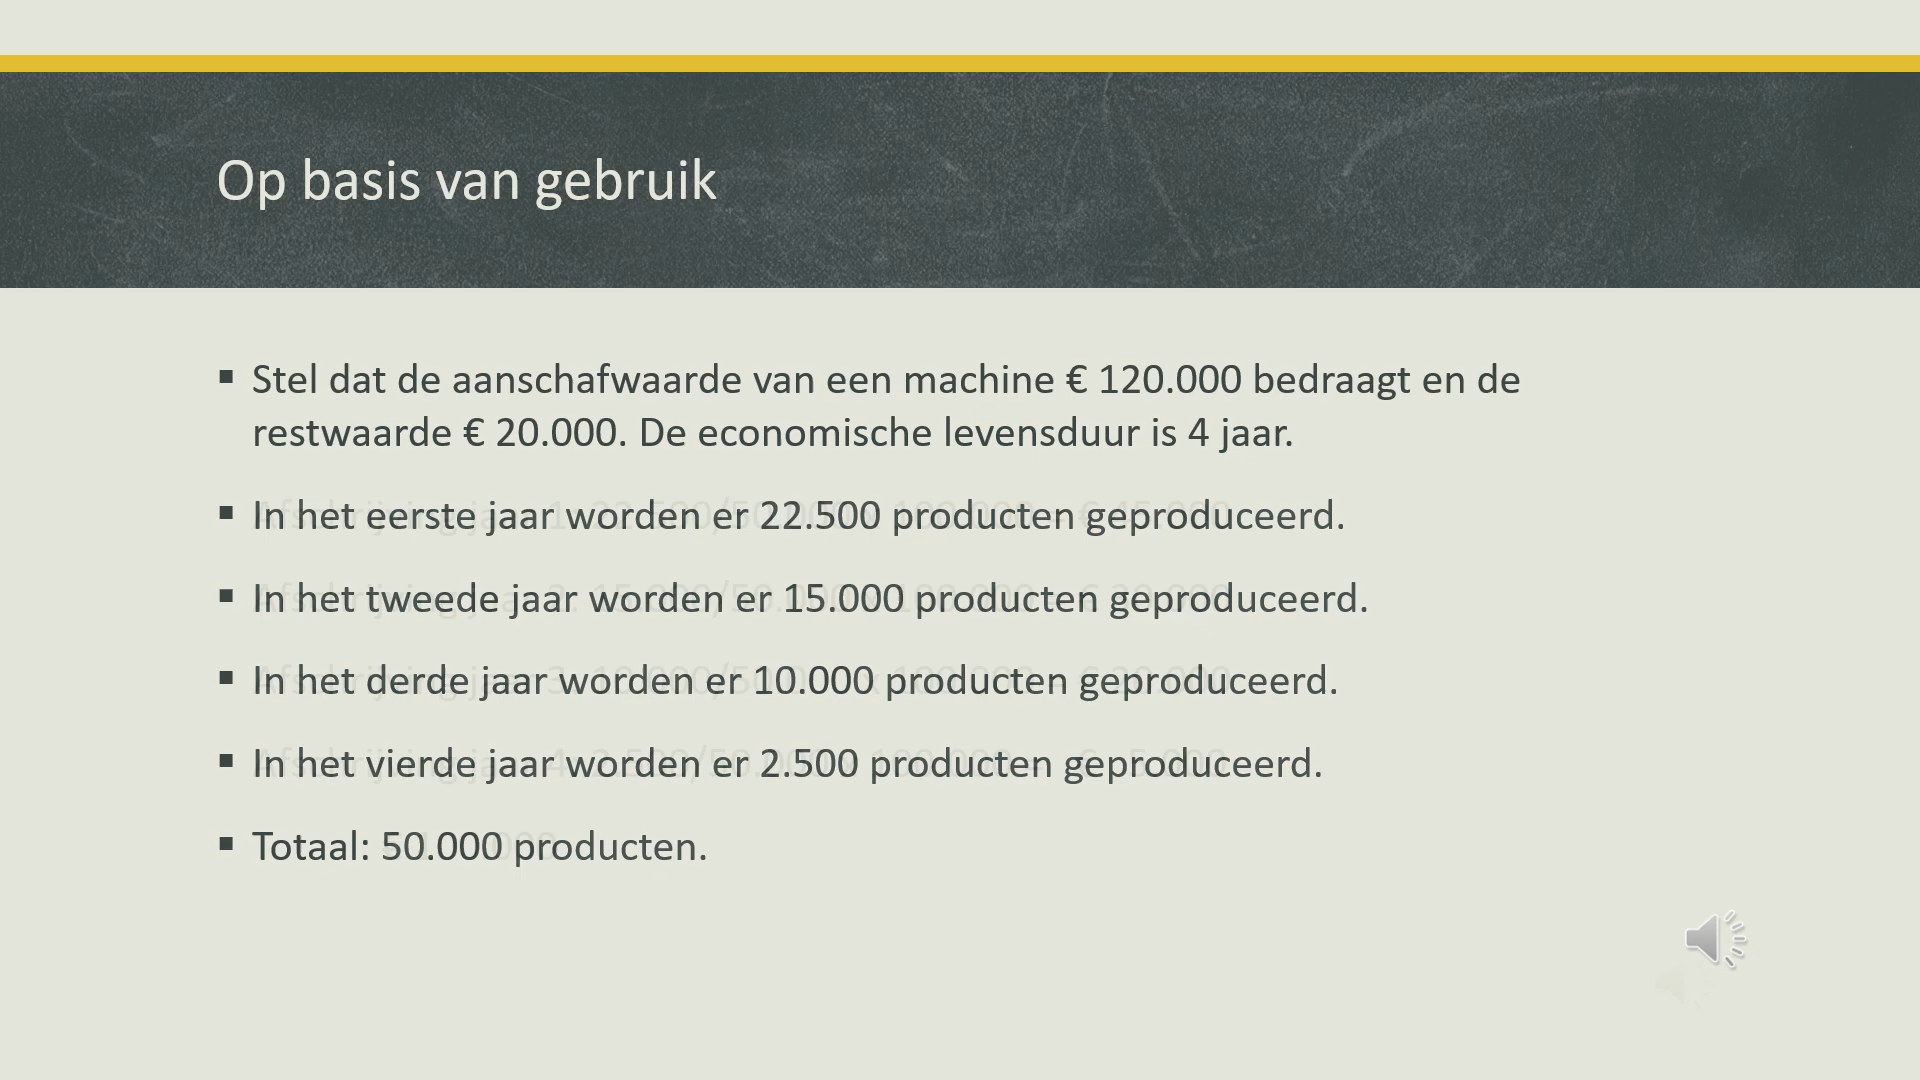 Op basis van gebruik
▪ Stel dat de aanschafwaarde van een machine € 120.000 bedraagt en de
restwaarde € 20.000. De economische levensduur is 4 jaar.
▪ In het eerste jaar worden er 22.500 producten geproduceerd.
▪ In het tweede jaar worden er 15.000 producten geproduceerd.
▪ In het derde jaar worden er 10.000 producten geproduceerd.
▪ In het vierde jaar worden er 2.500 producten geproduceerd.
▪ Totaal: 50.000 producten.